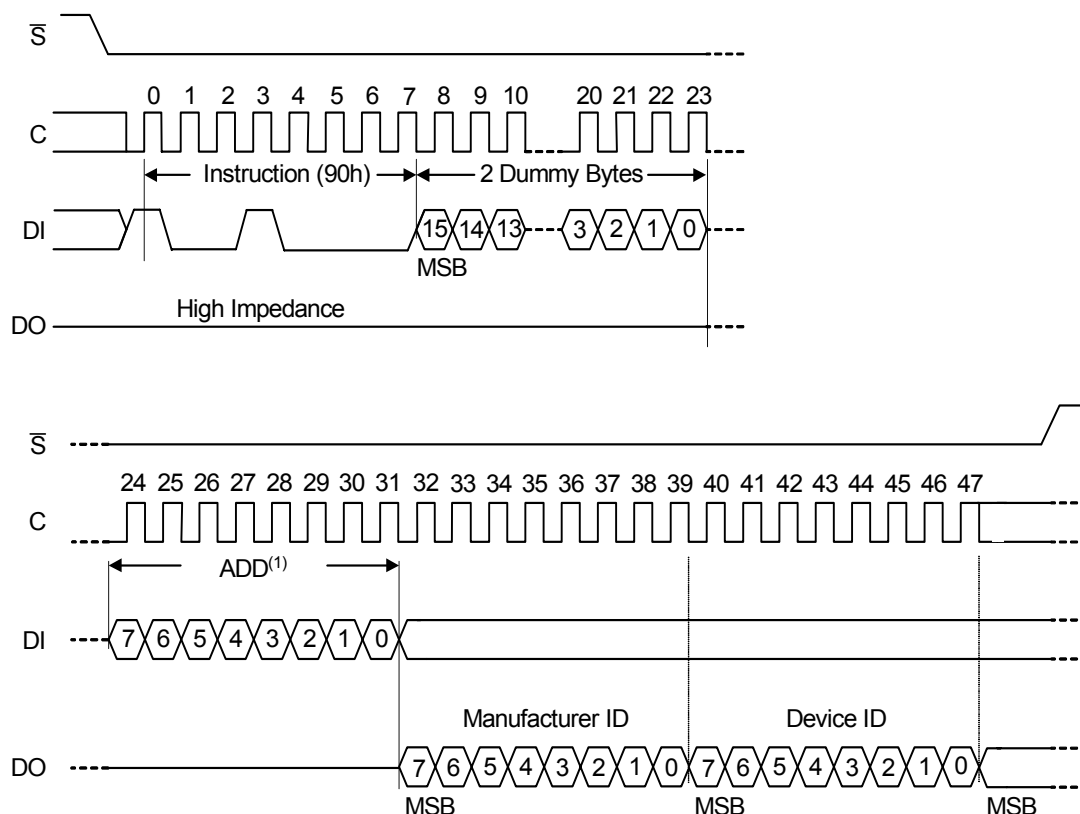 S
0 1 2 3 4 5 6 7 8 9 10 20 21 22 23
C
Instruction (90h) 2 Dummy Bytes
DI 15 14 13 3 2 1 0
MSB
High Impedance
DO
S
24 25 26 27 28 29 30 31 32 33 34 35 36 37 38 39 40 41 42 43 44 45 46 47
C
ADD(1)
DI 7 6 5 4 3 2 1 0
Manufacturer ID Device ID
DO 7 6 5 4 3 2 1 0 7 6 5 4 3 2 1 0
MSB MSB MSB